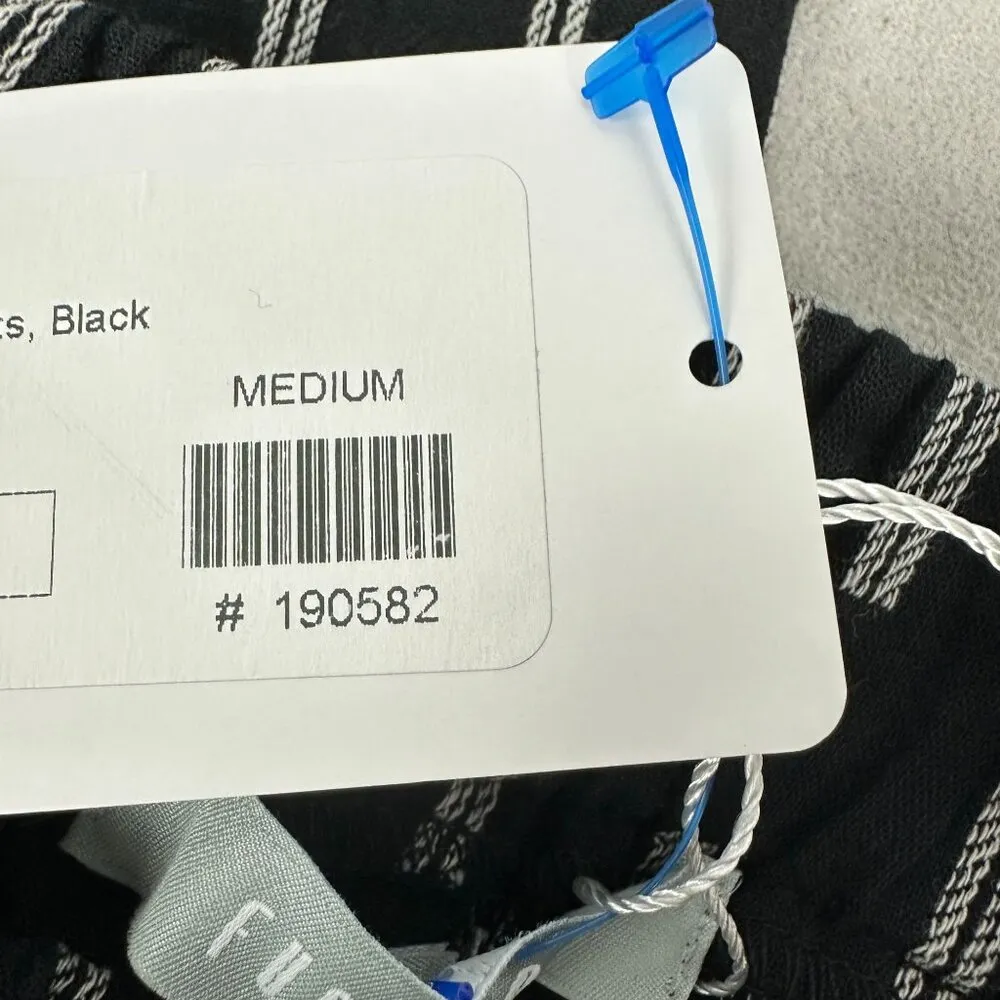 ts, Black
MEDIUM
# 190582